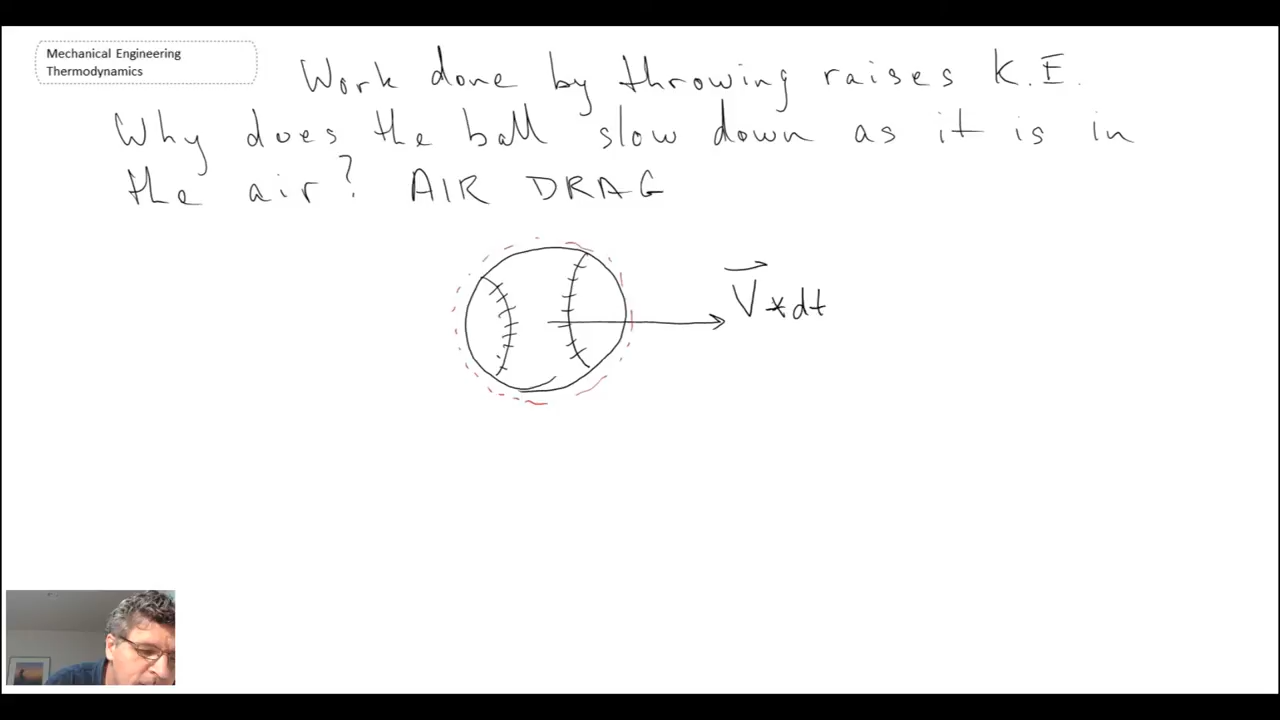 Mechanical Engineering
Thermodynamics
Work done by throwing raises K.E.
Why does the ball slow down as it is in
the air? AIR DRAG
V*dt